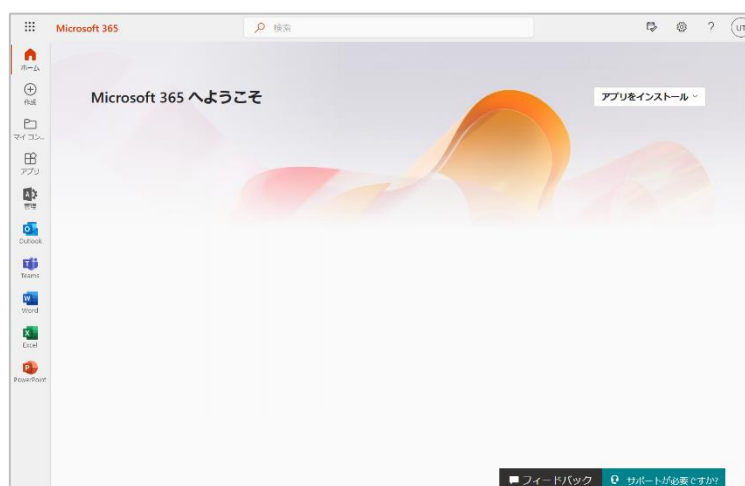 Microsoft 365
検索
?
UT
ホーム
作成
マイ コン...
アプリ
管理
Outlook
Teams
Word
Excel
PowerPoint
Microsoft 365 へようこそ
アプリをインストール
フィードバック
サポートが必要ですか?